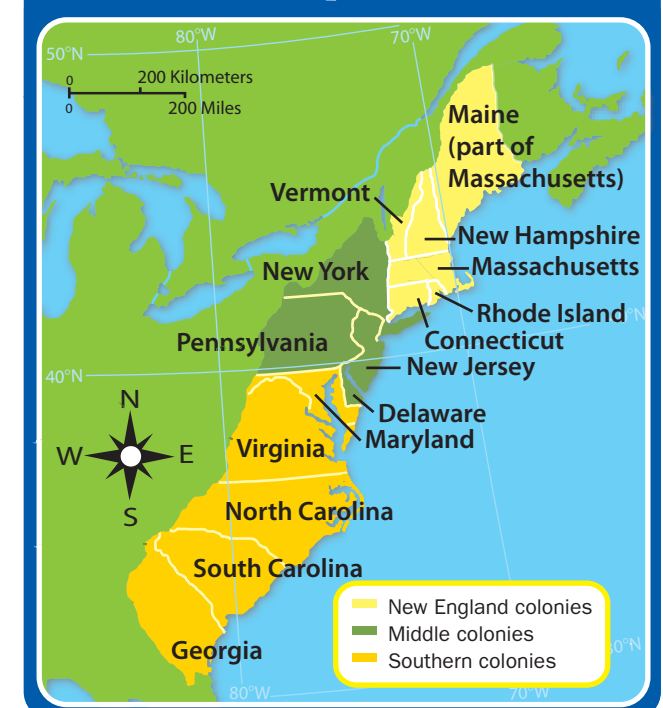 80°W
70°W
50°N
0
200 Kilometers
0
200 Miles
Maine
(part of
Massachusetts)
Vermont
New Hampshire
New York
Massachusetts
Rhode Island
Pennsylvania
Connecticut
New Jersey
40°N
N
Delaware
Maryland
W
E
Virginia
S
North Carolina
South Carolina
Georgia
New England colonies
Middle colonies
Southern colonies
80°W
70°W